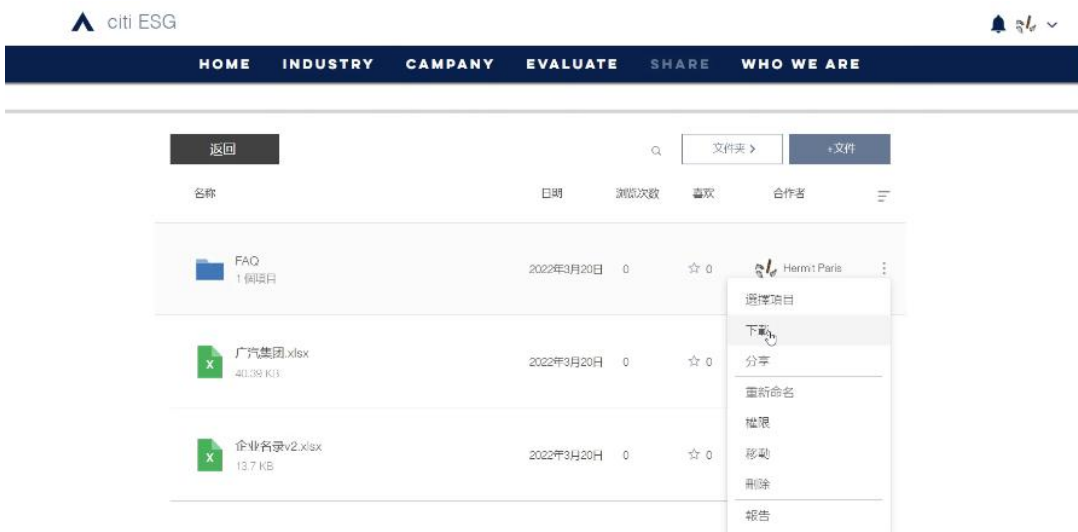 citi ESG
HOME INDUSTRY CAMPANY EVALUATE SHARE WHO WE ARE
返回 文件夹 +文件
名称 日期 浏览次数 喜欢 合作者
FAQ
1 個項目
2022年3月20日 0 0 Hermit Paris
選擇項目
下載
广汽集团.xlsx
40.39 KB
2022年3月20日 0 0
分享
重新命名
權限
企业名录v2.xlsx
13.7 KB
2022年3月20日 0 0
移動
刪除
報告